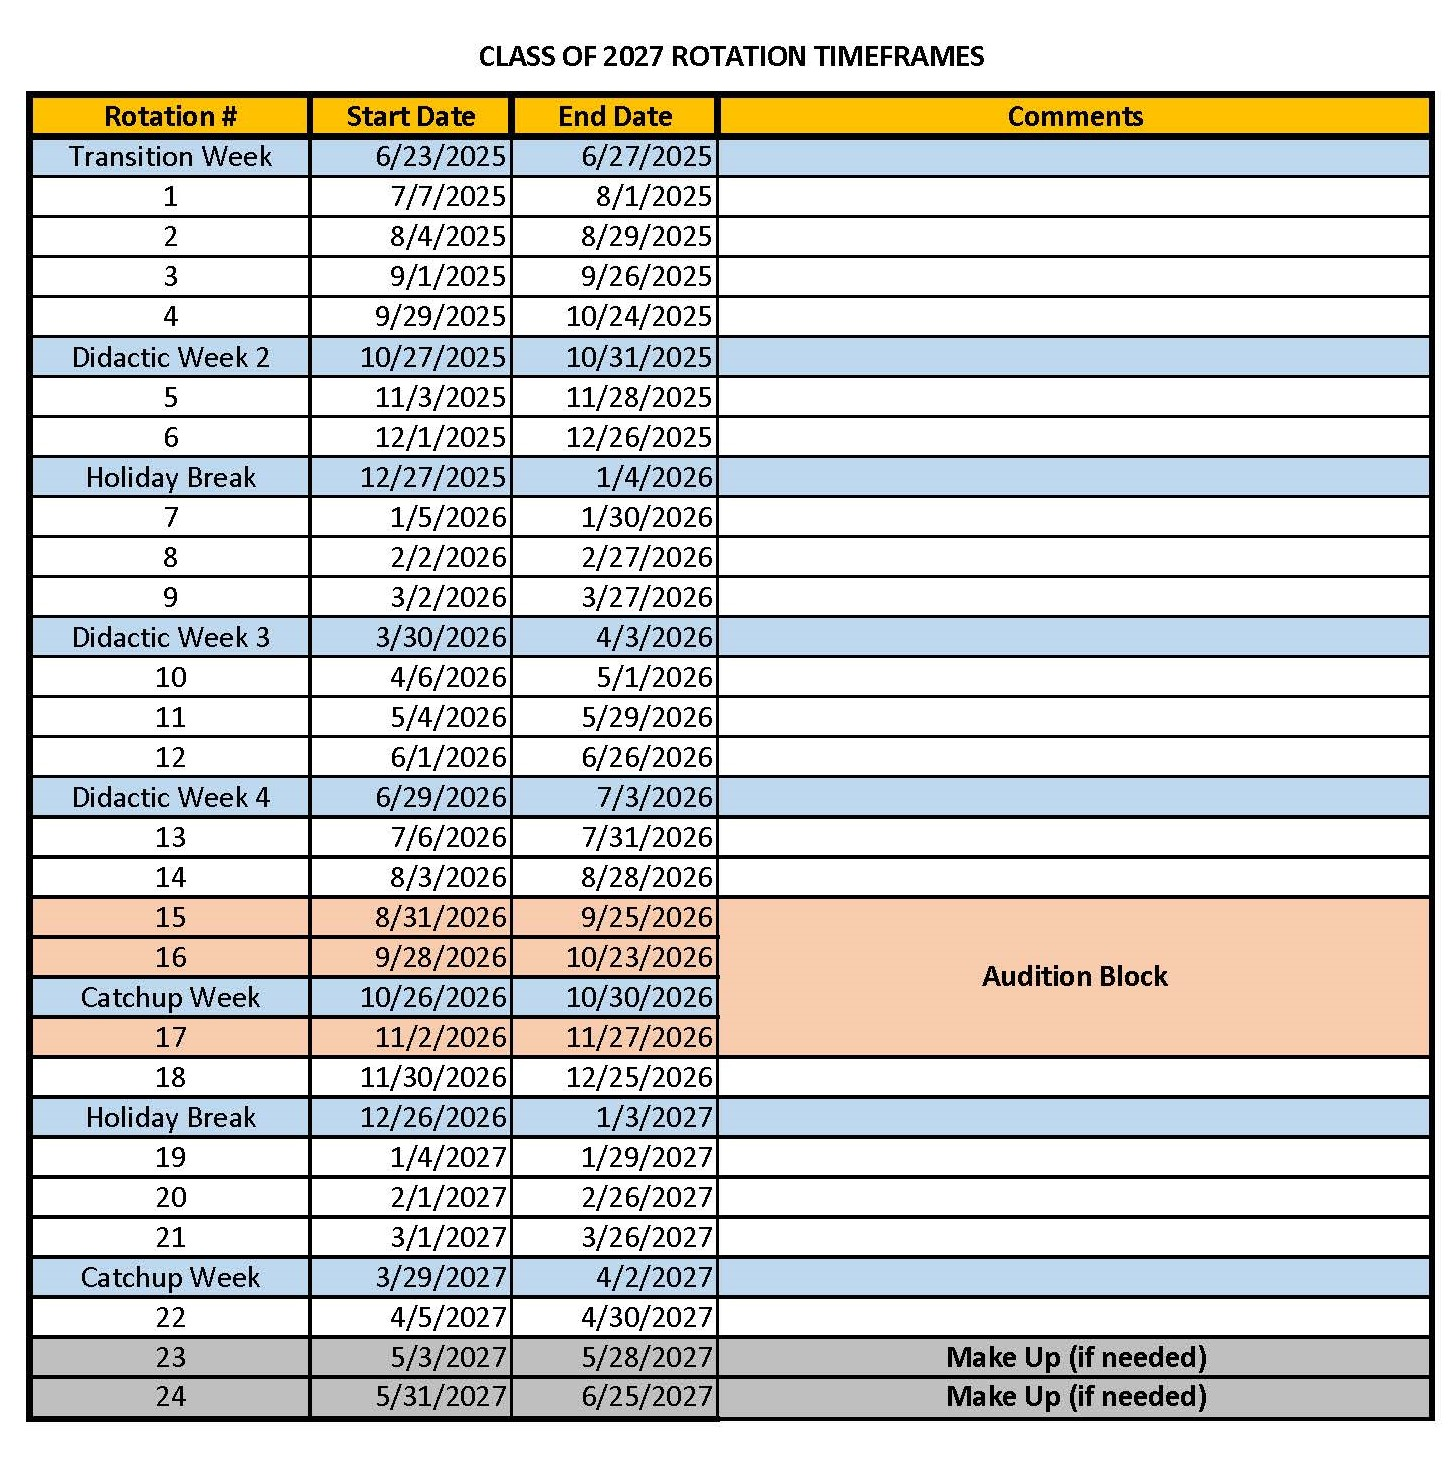 CLASS OF 2027 ROTATION TIMEFRAMES
Rotation # Start Date End Date Comments
Transition Week 6/23/2025 6/27/2025
1 7/7/2025 8/1/2025
2 8/4/2025 8/29/2025
3 9/1/2025 9/26/2025
4 9/29/2025 10/24/2025
Didactic Week 2 10/27/2025 10/31/2025
5 11/3/2025 11/28/2025
6 12/1/2025 12/26/2025
Holiday Break 12/27/2025 1/4/2026
7 1/5/2026 1/30/2026
8 2/2/2026 2/27/2026
9 3/2/2026 3/27/2026
Didactic Week 3 3/30/2026 4/3/2026
10 4/6/2026 5/1/2026
11 5/4/2026 5/29/2026
12 6/1/2026 6/26/2026
Didactic Week 4 6/29/2026 7/3/2026
13 7/6/2026 7/31/2026
14 8/3/2026 8/28/2026
15 8/31/2026 9/25/2026
16 9/28/2026 10/23/2026
Audition Block
Catchup Week 10/26/2026 10/30/2026
17 11/2/2026 11/27/2026
18 11/30/2026 12/25/2026
Holiday Break 12/26/2026 1/3/2027
19 1/4/2027 1/29/2027
20 2/1/2027 2/26/2027
21 3/1/2027 3/26/2027
Catchup Week 3/29/2027 4/2/2027
22 4/5/2027 4/30/2027
23 5/3/2027 5/28/2027 Make Up (if needed)
24 5/31/2027 6/25/2027 Make Up (if needed)